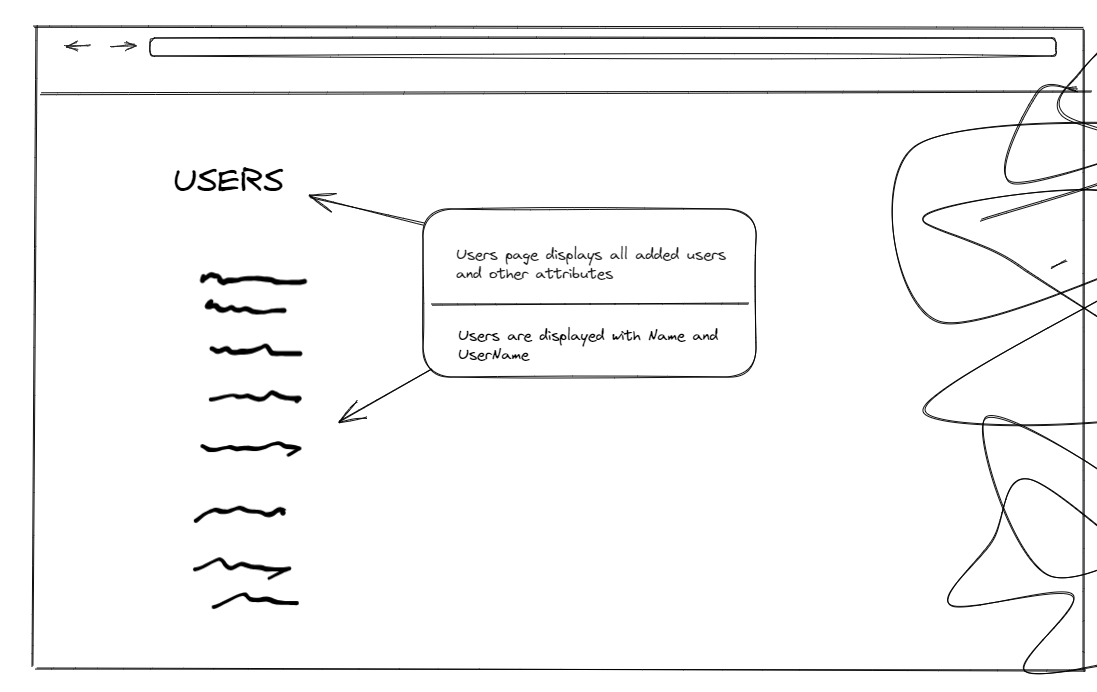 USERS
Users page displays all added users
and other attributes
Users are displayed with Name and
UserName